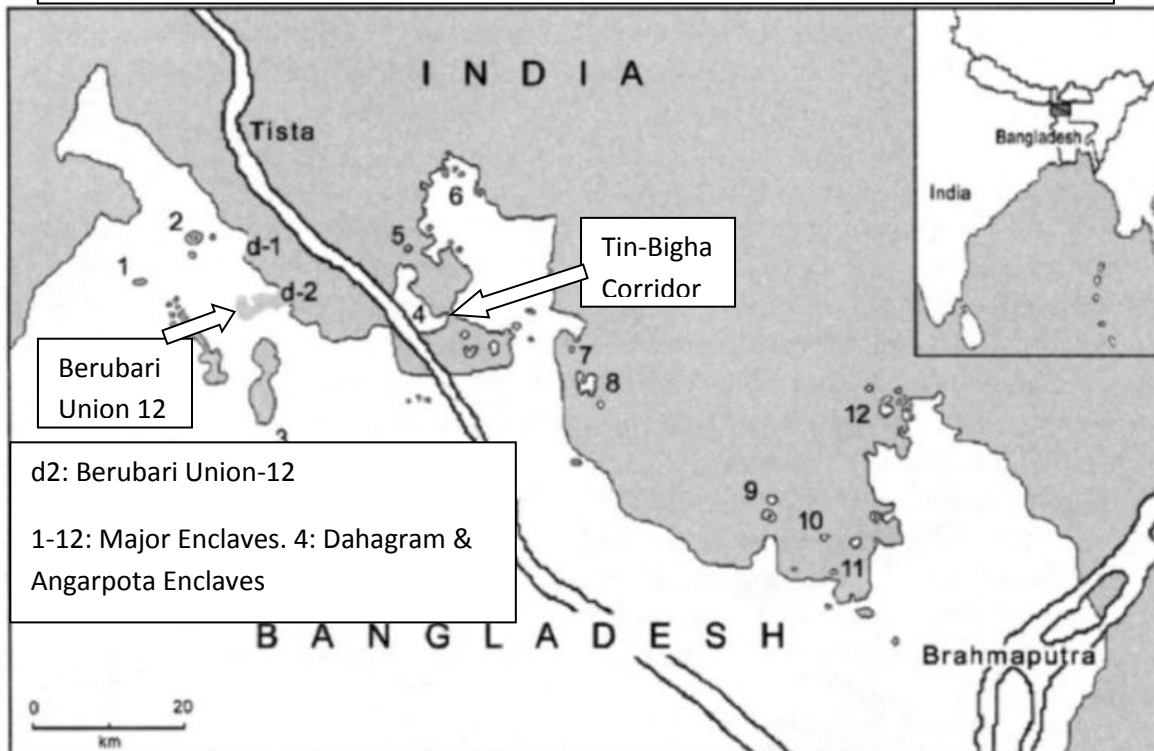 INDIA
Tista
Bangladesh
India
6
2
d-1
5
Tin-Bigha
Corridor
1
d-2
4
Berubari
Union 12
7
8
12
3
d2: Berubari Union-12
1-12: Major Enclaves. 4: Dahagram &
Angarpota Enclaves
9
10
11
BANGLADESH
Brahmaputra
0 20
km